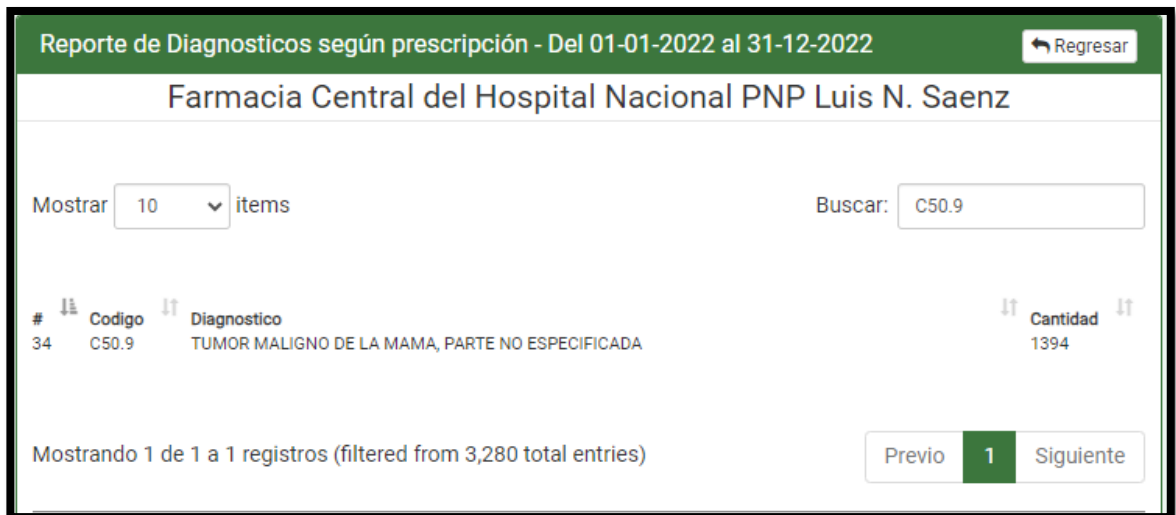 Reporte de Diagnosticos según prescripción - Del 01-01-2022 al 31-12-2022 Regresar
Farmacia Central del Hospital Nacional PNP Luis N. Saenz
Mostrar 10 items Buscar: C50.9
# Codigo Diagnostico Cantidad
34 C50.9 TUMOR MALIGNO DE LA MAMA, PARTE NO ESPECIFICADA 1394
Mostrando 1 de 1 a 1 registros (filtered from 3,280 total entries) Previo 1 Siguiente